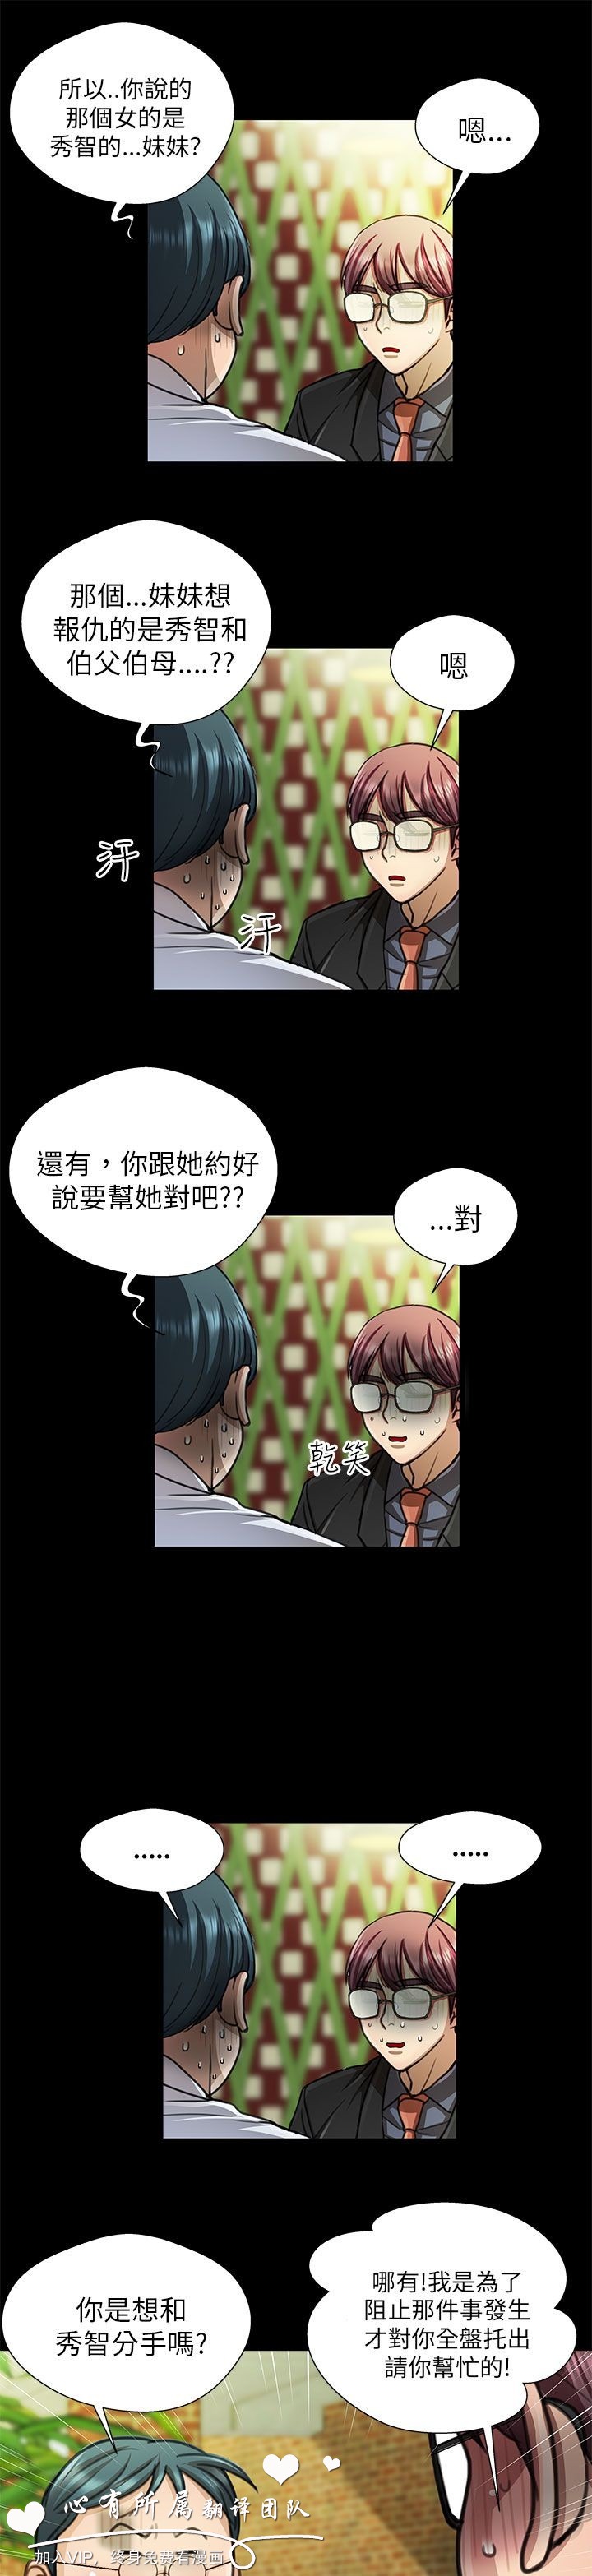 所以..你說的
那個女的是
秀智的...妹妹?
嗯...
那個...妹妹想
報仇的是秀智和
伯父伯母....??
嗯
汗
汗
還有，你跟她約好
說要幫她對吧??
...對
乾笑
.....
.....
哪有!我是為了
阻止那件事發生
才對你全盤托出
請你幫忙的!
你是想和
秀智分手嗎?
心有所属翻译团队
加入VIP，终身免费看漫画